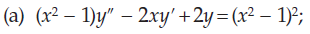 (a) (x² – 1)y″ – 2xy′ + 2y = (x² – 1)²;